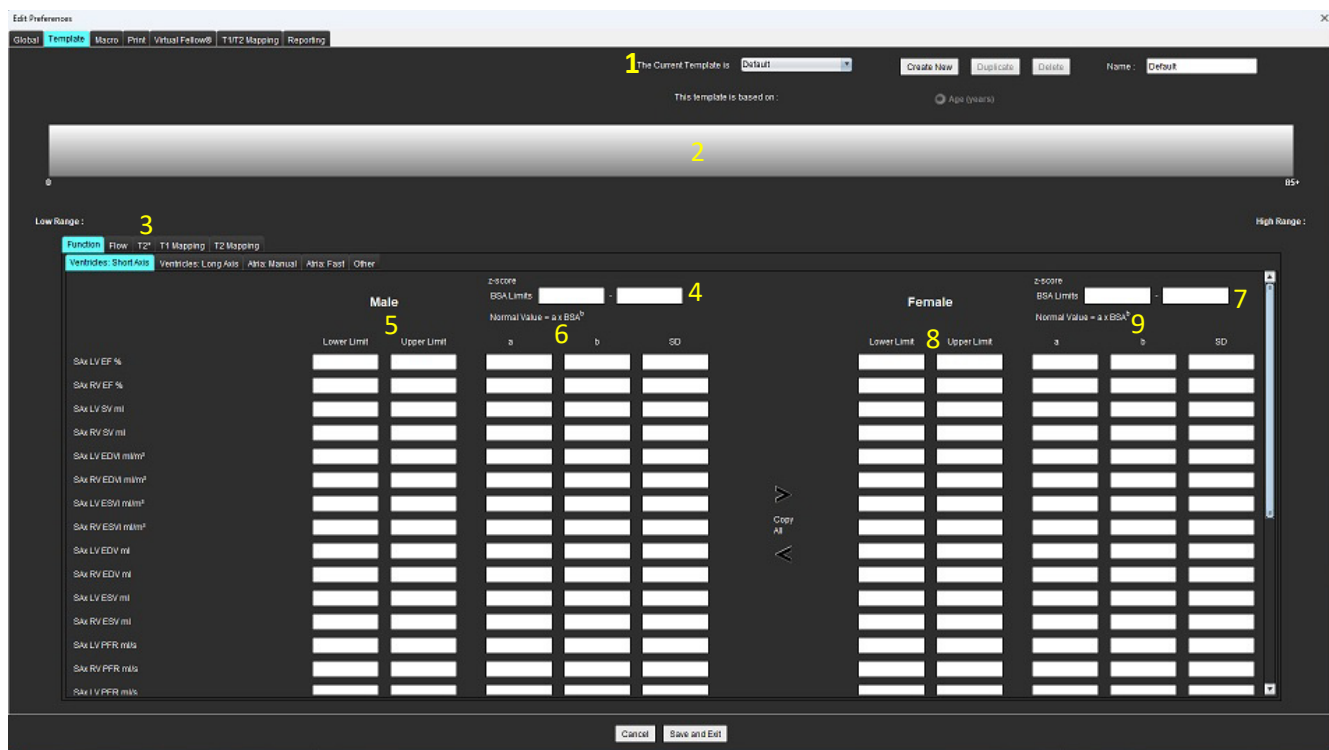 Edit Preferences
Global Template Macro Print Virtual Fellow® T1/T2 Mapping Reporting
1 The Current Template is Default Create New Duplicate Delete Name : Default
This template is based on : Age (years)
2
0 85+
Low Range : High Range :
3
Function Flow T2* T1 Mapping T2 Mapping
Ventricles: Short Axis Ventricles: Long Axis Atria: Manual Atria: Fast Other
z-score z-score
Male BSA Limits - 4 Female BSA Limits - 7
5 Normal Value = a x BSAᵇ Normal Value = a x BSAᵇ 9
Lower Limit Upper Limit a 6 b SD Lower Limit 8 Upper Limit a b SD
SAx LV EF %
SAx RV EF %
SAx LV SV ml
SAx RV SV ml
SAx LV EDVI ml/m²
SAx RV EDVI ml/m²
SAx LV ESVI ml/m²
>
SAx RV ESVI ml/m²
Copy
All
SAx LV EDV ml
<
SAx RV EDV ml
SAx LV ESV ml
SAx RV ESV ml
SAx LV PFR ml/s
SAx RV PFR ml/s
SAx LV PER ml/s
Cancel Save and Exit